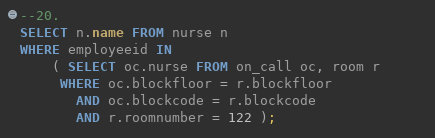 --20.
SELECT n.name FROM nurse n
WHERE employeeid IN
( SELECT oc.nurse FROM on_call oc, room r
WHERE oc.blockfloor = r.blockfloor
AND oc.blockcode = r.blockcode
AND r.roomnumber = 122 );